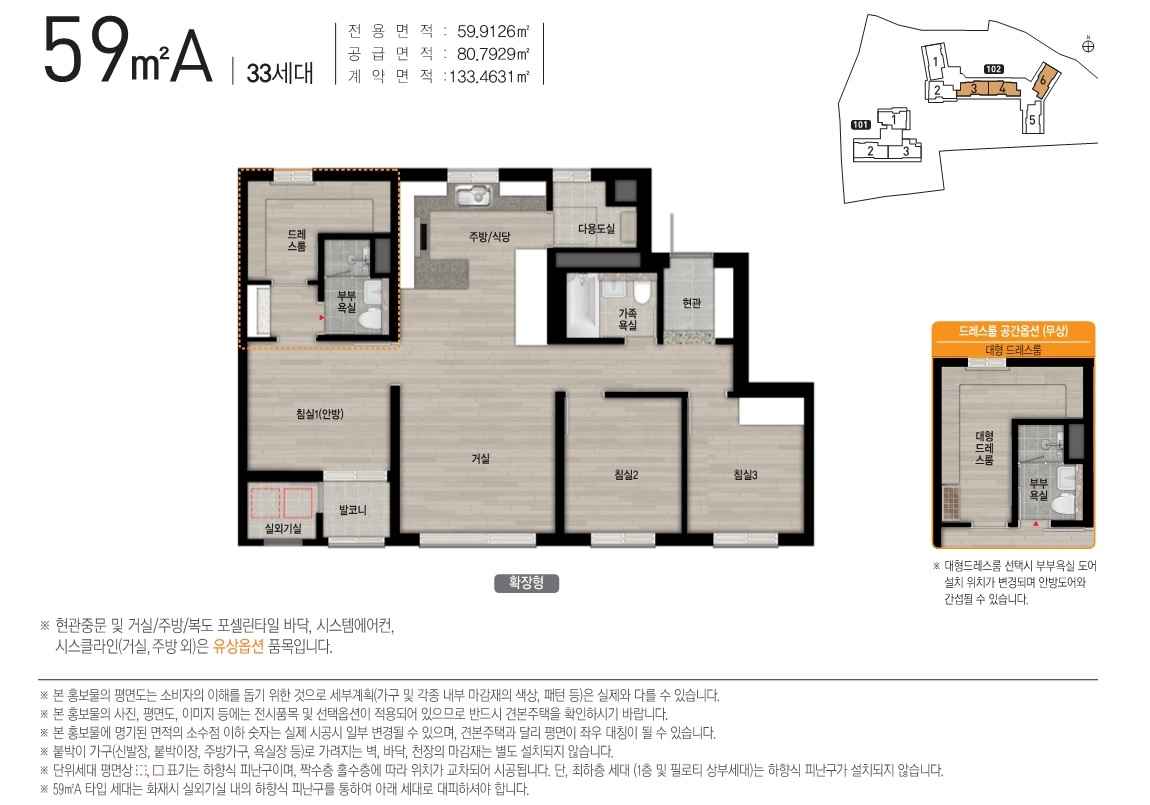 59㎡A | 33세대
전 용 면 적 : 59.9126㎡
공 급 면 적 : 80.7929㎡
계 약 면 적 :133.4631㎡
N
102
1
2
3
4
6
5
101
1
2
3
드레
스룸
부부
욕실
주방/식당
다용도실
가족
욕실
현관
침실1(안방)
거실
침실2
침실3
실외기실
발코니
확장형
드레스룸 공간옵션 (무상)
대형 드레스룸
대형
드레
스룸
부부
욕실
※ 대형드레스룸 선택시 부부욕실 도어
설치 위치가 변경되며 안방도어와
간섭될 수 있습니다.
※ 현관중문 및 거실/주방/복도 포셀린타일 바닥, 시스템에어컨,
시스클라인(거실, 주방 외)은 유상옵션 품목입니다.
※ 본 홍보물의 평면도는 소비자의 이해를 돕기 위한 것으로 세부계획(가구 및 각종 내부 마감재의 색상, 패턴 등)은 실제와 다를 수 있습니다.
※ 본 홍보물의 사진, 평면도, 이미지 등에는 전시품목 및 선택옵션이 적용되어 있으므로 반드시 견본주택을 확인하시기 바랍니다.
※ 본 홍보물에 명기된 면적의 소수점 이하 숫자는 실제 시공시 일부 변경될 수 있으며, 견본주택과 달리 평면이 좌우 대칭이 될 수 있습니다.
※ 붙박이 가구(신발장, 붙박이장, 주방가구, 욕실장 등)로 가려지는 벽, 바닥, 천장의 마감재는 별도 설치되지 않습니다.
※ 단위세대 평면상 ⬚, □ 표기는 하향식 피난구이며, 짝수층 홀수층에 따라 위치가 교차되어 시공됩니다. 단, 최하층 세대 (1층 및 필로티 상부세대)는 하향식 피난구가 설치되지 않습니다.
※ 59㎡A 타입 세대는 화재시 실외기실 내의 하향식 피난구를 통하여 아래 세대로 대피하셔야 합니다.